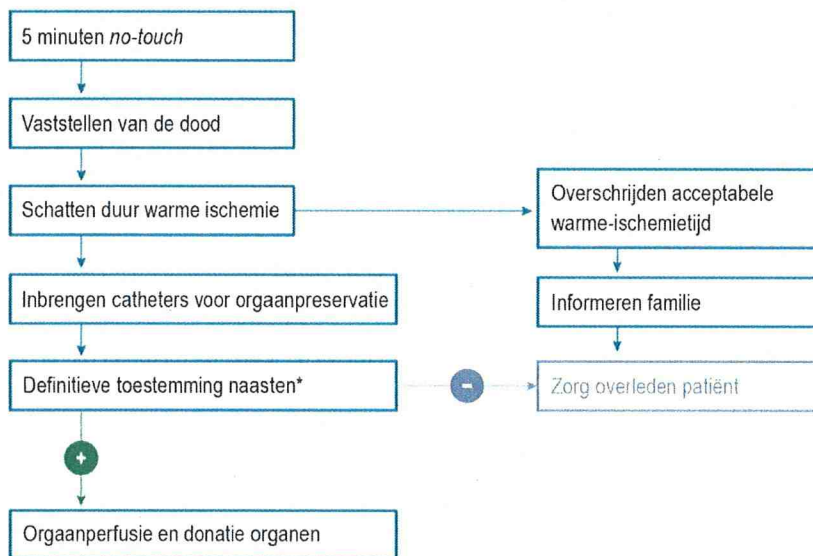 5 minuten no-touch
Vaststellen van de dood
Schatten duur warme ischemie
Overschrijden acceptabele
warme-ischemietijd
Inbrengen catheters voor orgaanpreservatie
Informeren familie
Definitieve toestemming naasten*
-
Zorg overleden patiënt
+
Orgaanperfusie en donatie organen